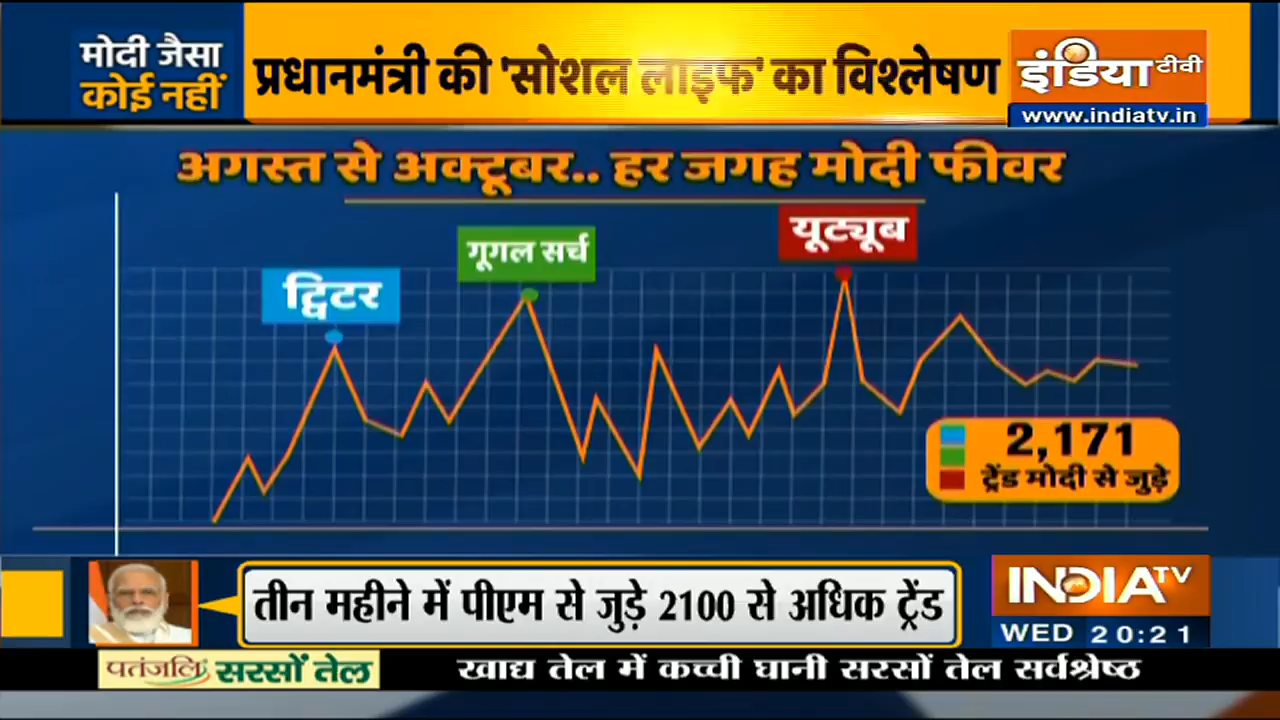 मोदी जैसा
कोई नहीं
प्रधानमंत्री की 'सोशल लाइफ' का विश्लेषण
इंडिया टीवी
www.indiatv.in
अगस्त से अक्टूबर.. हर जगह मोदी फीवर
ट्विटर
गूगल सर्च
यूट्यूब
2,171
ट्रेंड मोदी से जुड़े
तीन महीने में पीएम से जुड़े 2100 से अधिक ट्रेंड
INDIA TV
WED 20:21
पतंजलि सरसों तेल
खाद्य तेल में कच्ची घानी सरसों तेल सर्वश्रेष्ठ